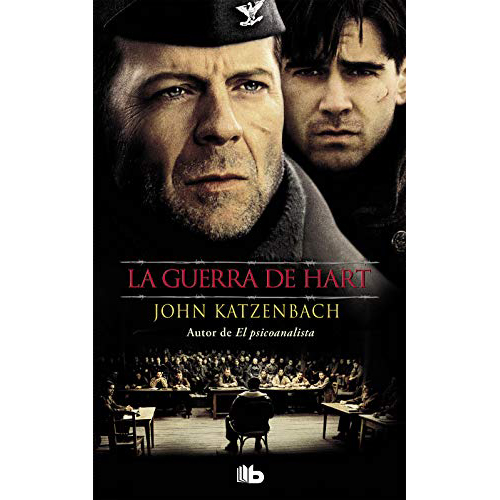 LA GUERRA DE HART
JOHN KATZENBACH
Autor de El psicoanalista
b